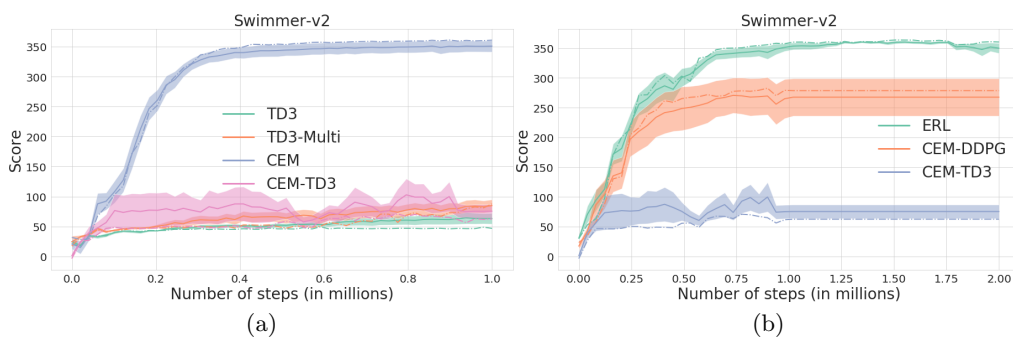 Swimmer-v2
350
300
250
200
150
100
50
0
Score
TD3
TD3-Multi
CEM
CEM-TD3
0.0 0.2 0.4 0.6 0.8 1.0
Number of steps (in millions)
(a)
Swimmer-v2
350
300
250
200
150
100
50
0
Score
ERL
CEM-DDPG
CEM-TD3
0.00 0.25 0.50 0.75 1.00 1.25 1.50 1.75 2.00
Number of steps (in millions)
(b)